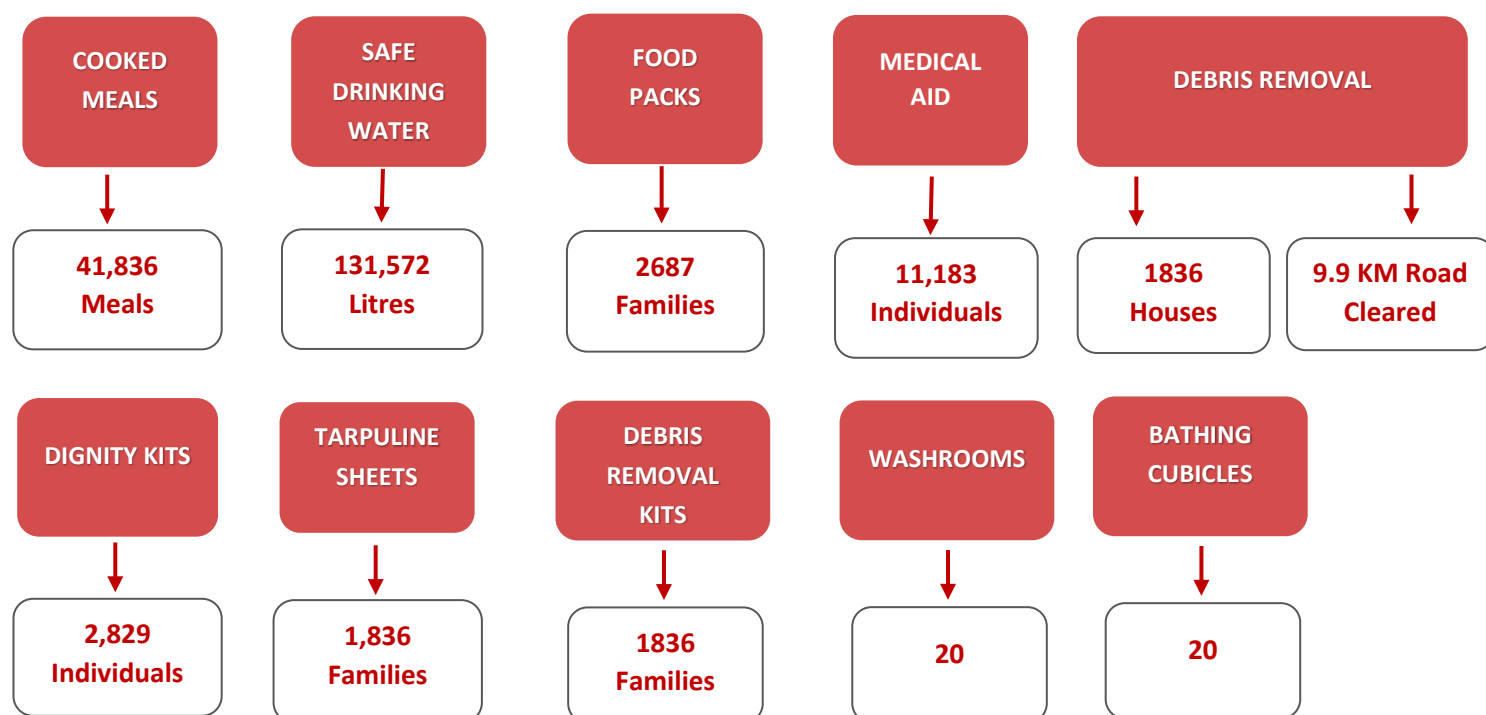 COOKED
MEALS
SAFE
DRINKING
WATER
FOOD
PACKS
MEDICAL
AID
DEBRIS REMOVAL
41,836
Meals
131,572
Litres
2687
Families
11,183
Individuals
1836
Houses
9.9 KM Road
Cleared
DIGNITY KITS
TARPULINE
SHEETS
DEBRIS
REMOVAL
KITS
WASHROOMS
BATHING
CUBICLES
2,829
Individuals
1,836
Families
1836
Families
20
20